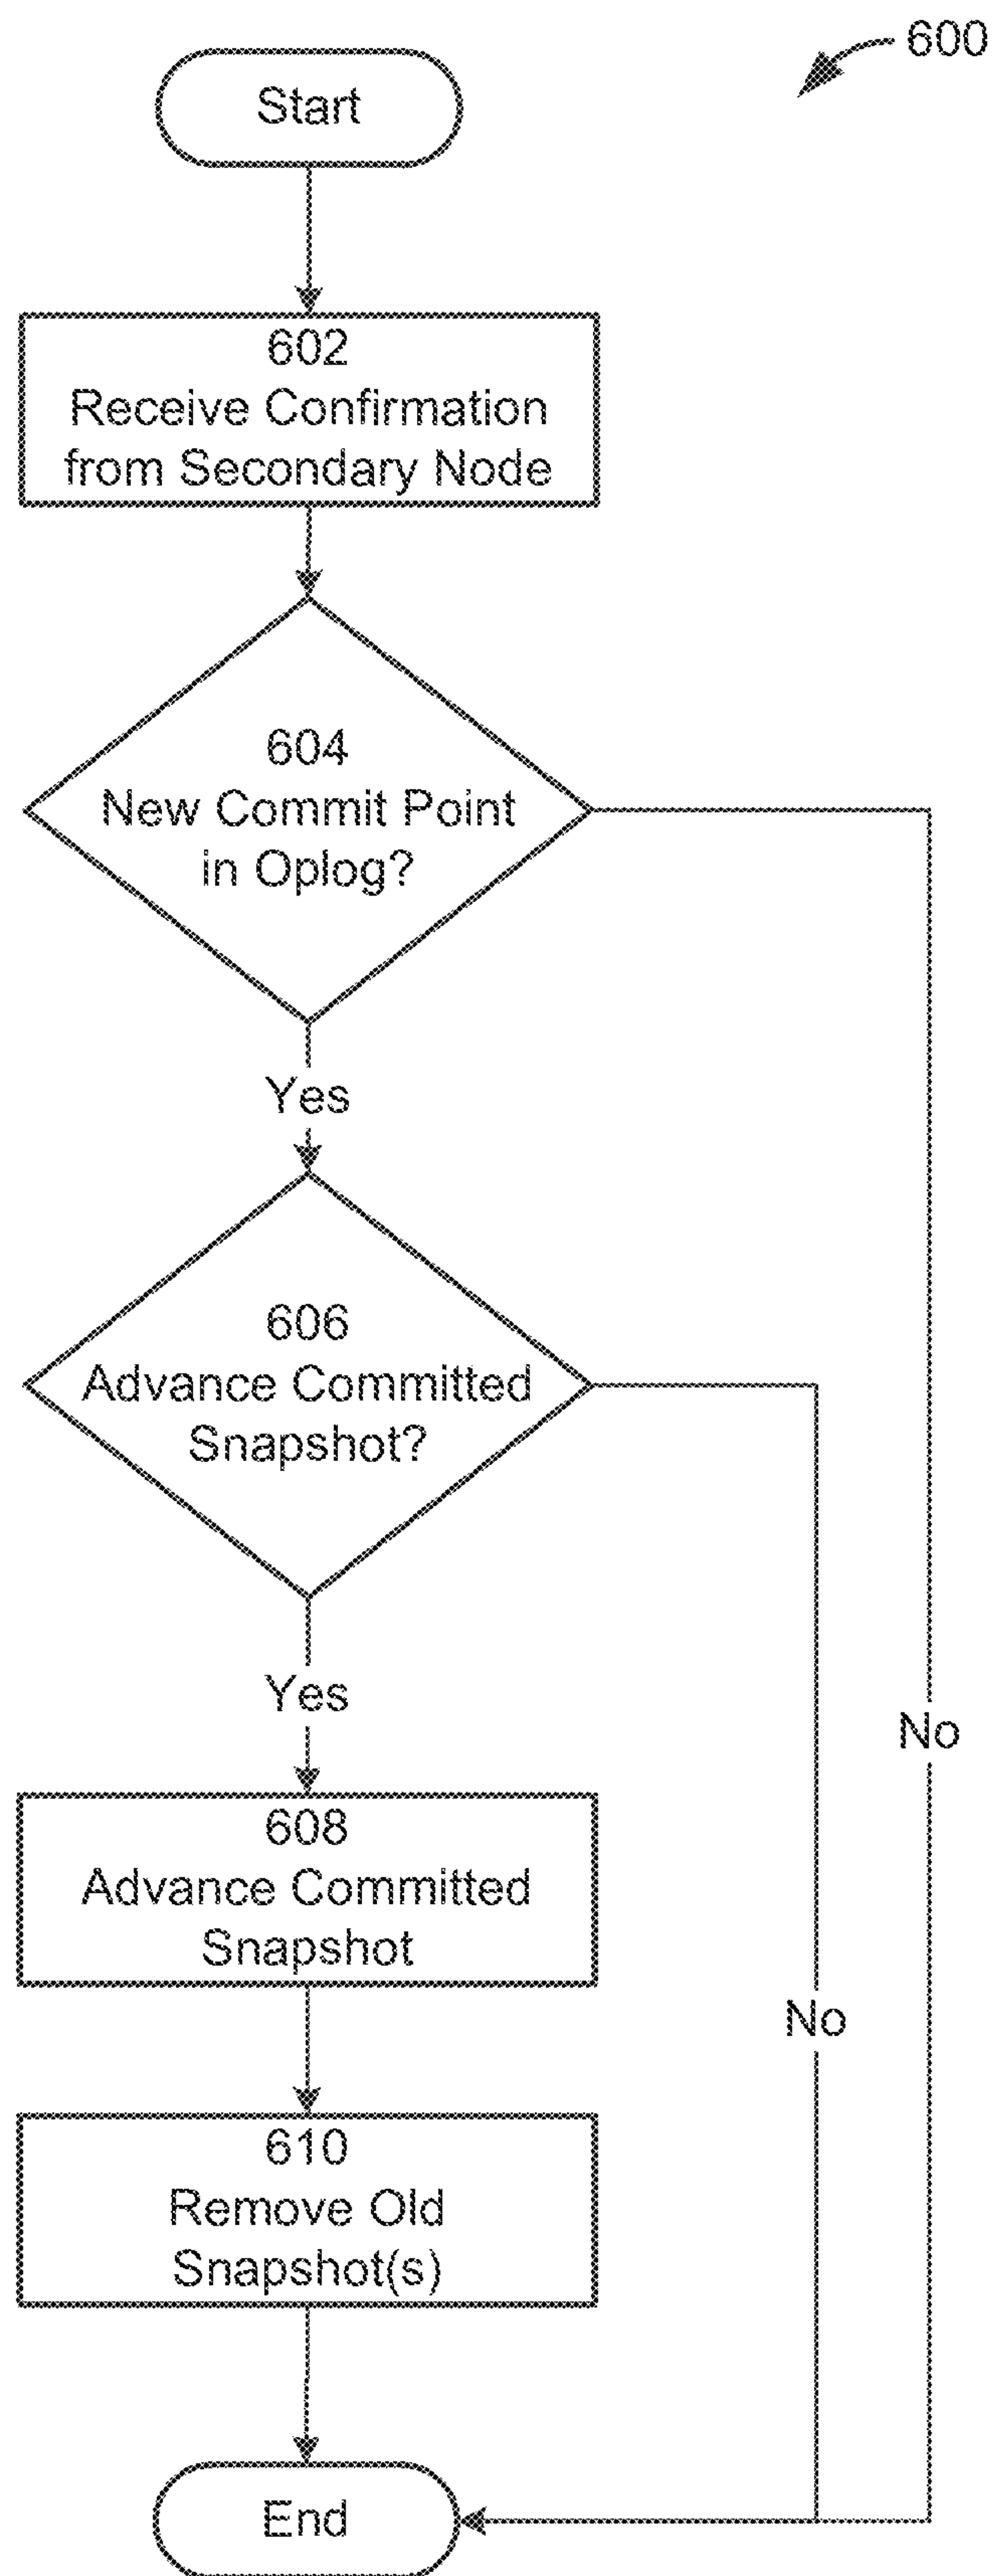 600
Start
602
Receive Confirmation
from Secondary Node
604
New Commit Point
in Oplog?
Yes
606
Advance Committed
Snapshot?
Yes
No
608
Advance Committed
Snapshot
No
610
Remove Old
Snapshot(s)
End